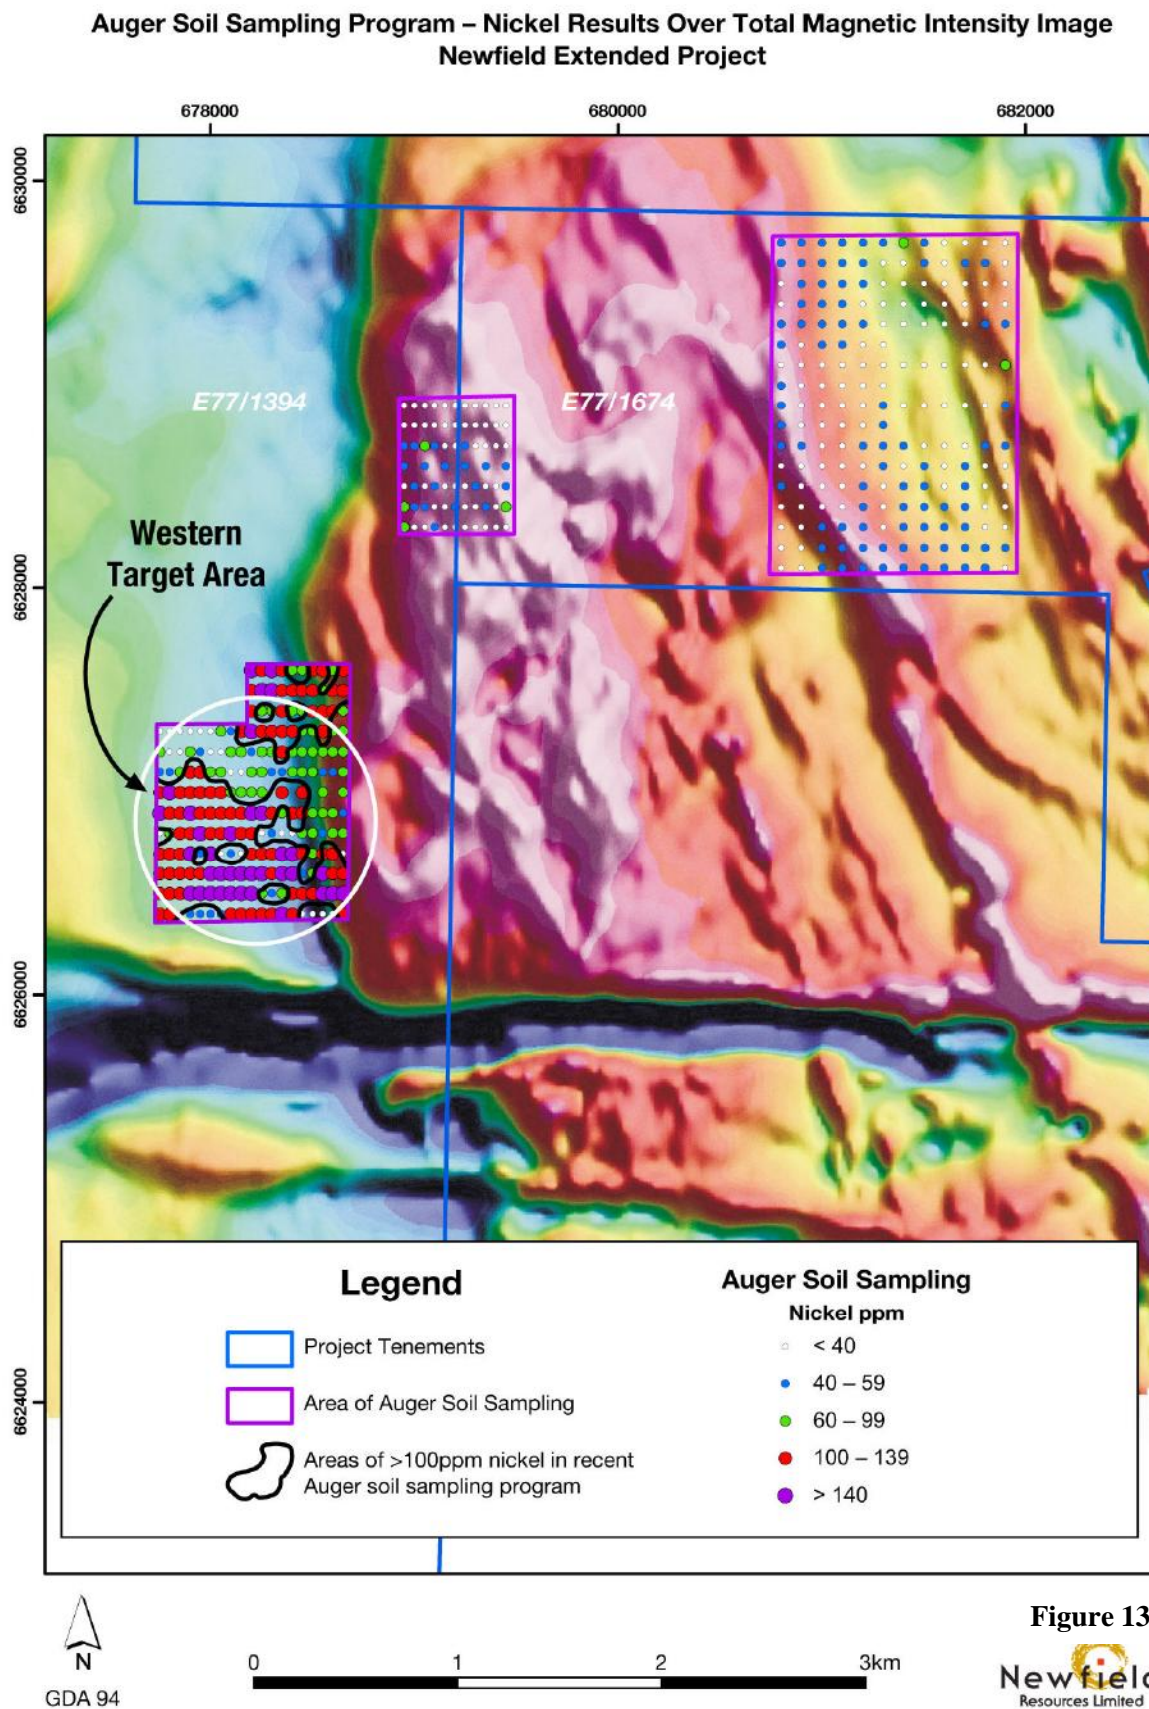 Auger Soil Sampling Program – Nickel Results Over Total Magnetic Intensity Image
Newfield Extended Project
678000
680000
682000
6630000
6628000
6626000
6624000
E77/1394
E77/1674
Western
Target Area
Legend
Project Tenements
Area of Auger Soil Sampling
Areas of >100ppm nickel in recent
Auger soil sampling program
Auger Soil Sampling
Nickel ppm
< 40
40 – 59
60 – 99
100 – 139
> 140
N
GDA 94
0 1 2 3km
Figure 13
Newfield
Resources Limited